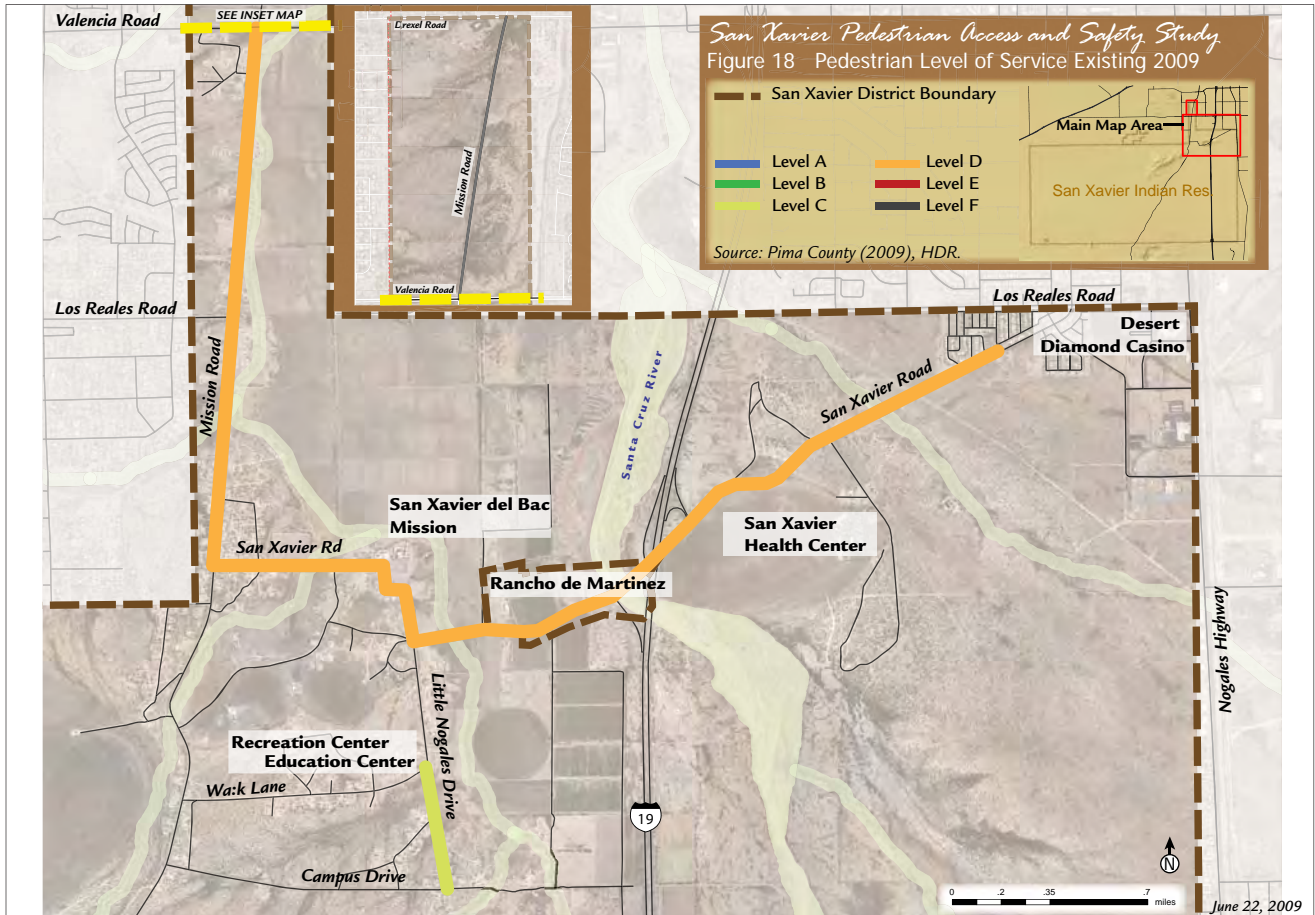 Valencia Road
SEE INSET MAP
Drexel Road
Mission Road
Valencia Road
San Xavier Pedestrian Access and Safety Study
Figure 18 Pedestrian Level of Service Existing 2009
San Xavier District Boundary
Level A
Level B
Level C
Level D
Level E
Level F
Source: Pima County (2009), HDR.
Main Map Area
San Xavier Indian Res
Los Reales Road
Mission Road
Los Reales Road
Desert
Diamond Casino
San Xavier Road
Santa Cruz River
San Xavier del Bac
Mission
San Xavier
Health Center
San Xavier Rd
Rancho de Martinez
Nogales Highway
Little Nogales Drive
Recreation Center
Education Center
Wa:k Lane
19
Campus Drive
N
0 .2 .35 .7
miles
June 22, 2009